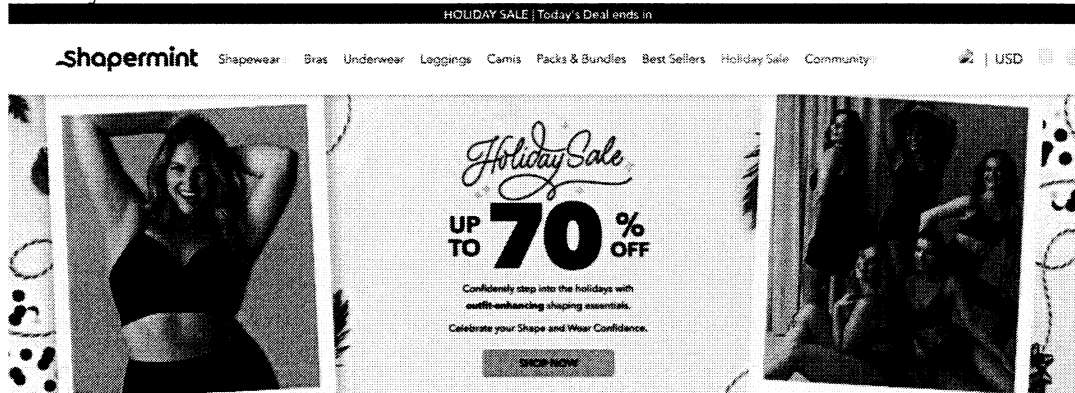 HOLIDAY SALE | Today's Deal ends in
Shapermint Shapewear Bras Underwear Leggings Camis Packs & Bundles Best Sellers Holiday Sale Community | USD
Holiday Sale
UP TO 70% OFF
Confidently step into the holidays with
outfit-enhancing shaping essentials.
Celebrate your Shape and Wear Confidence.
SHOP NOW